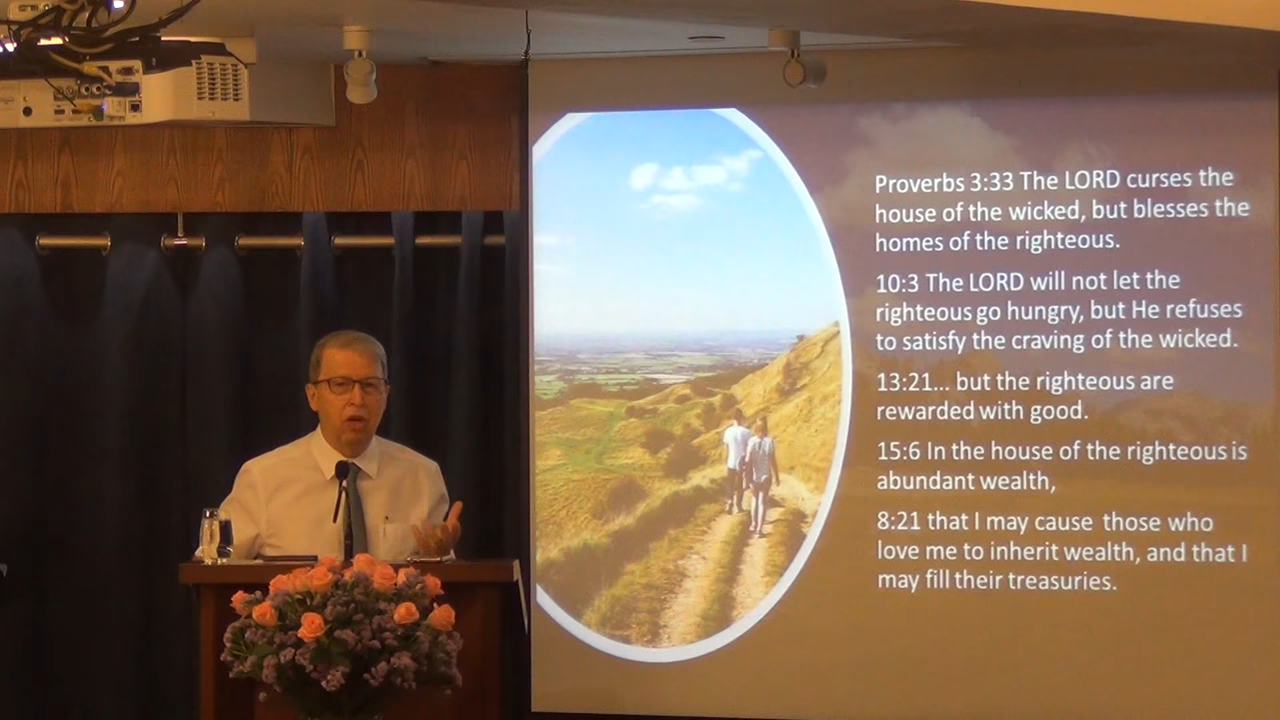 Proverbs 3:33 The LORD curses the
house of the wicked, but blesses the
homes of the righteous.
10:3 The LORD will not let the
righteous go hungry, but He refuses
to satisfy the craving of the wicked.
13:21... but the righteous are
rewarded with good.
15:6 In the house of the righteous is
abundant wealth,
8:21 that I may cause those who
love me to inherit wealth, and that I
may fill their treasuries.